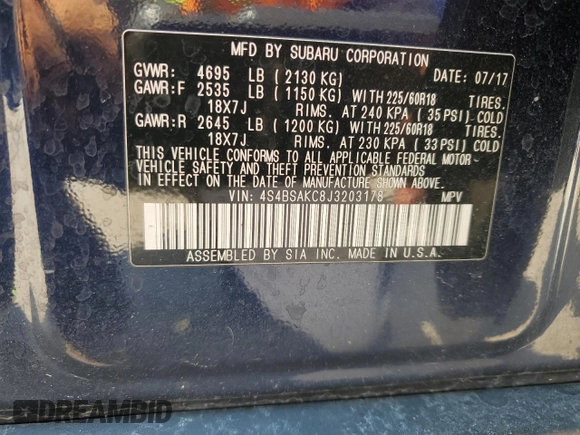 MFD BY SUBARU CORPORATION
GVWR: 4695 LB ( 2130 KG) DATE: 07/17
GAWR:F 2535 LB ( 1150 KG) WITH 225/60R18 TIRES.
18X7J RIMS. AT 240 KPA ( 35 PSI) COLD
GAWR:R 2645 LB ( 1200 KG) WITH 225/60R18 TIRES.
18X7J RIMS. AT 230 KPA ( 33 PSI) COLD
THIS VEHICLE CONFORMS TO ALL APPLICABLE FEDERAL MOTOR-
VEHICLE SAFETY AND THEFT PREVENTION STANDARDS
IN EFFECT ON THE DATE OF MANUFACTURE SHOWN ABOVE.
VIN: 4S4BSAKC8J3203178 MPV
ASSEMBLED BY SIA INC. MADE IN U.S.A.
DREAMBID